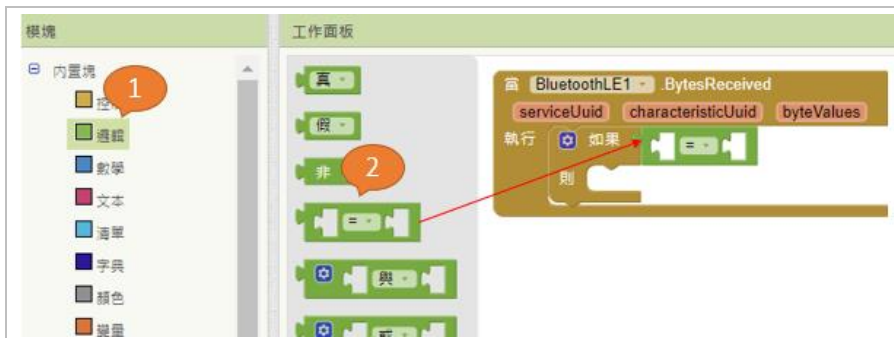 模塊
內置塊
1
邏輯
數學
文本
清單
字典
顏色
變量
工作面板
真
假
非
2
=
與
或
當 BluetoothLE1 .BytesReceived
serviceUuid characteristicUuid byteValues
執行 如果 =
則